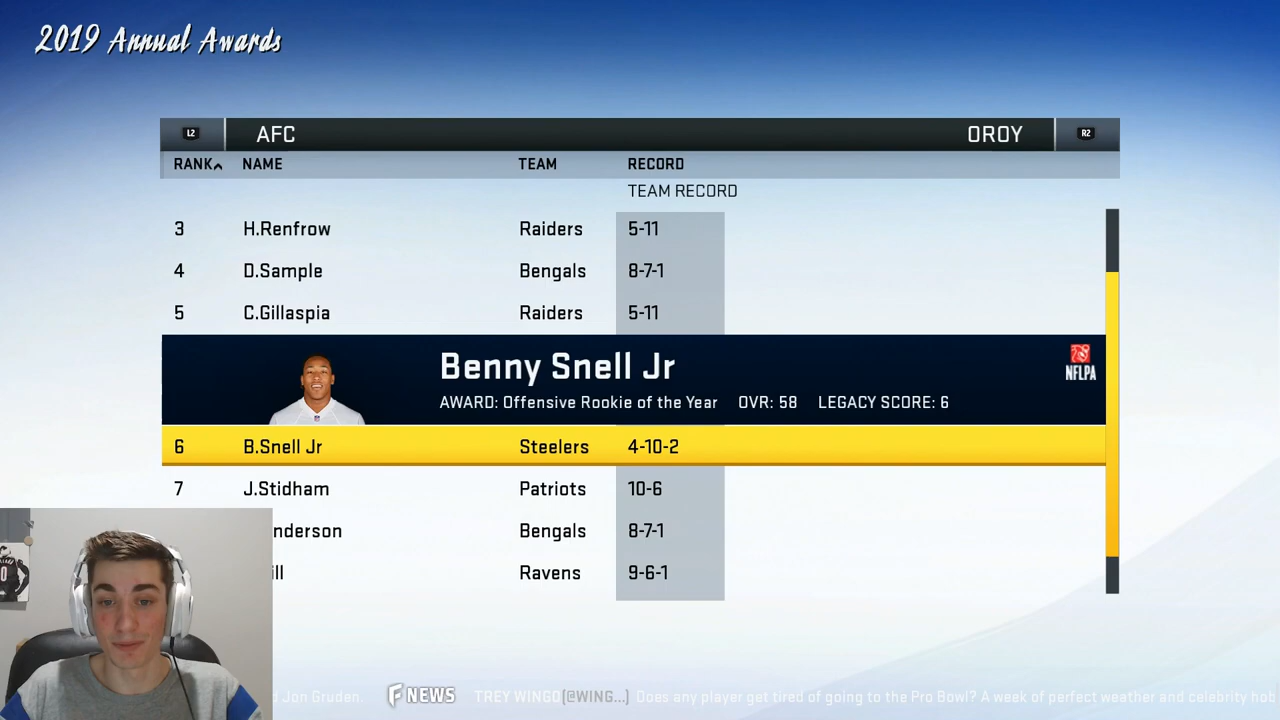 2019 Annual Awards
L2 AFC OROY R2
RANK NAME TEAM RECORD
TEAM RECORD
3 H.Renfrow Raiders 5-11
4 D.Sample Bengals 8-7-1
5 C.Gillaspia Raiders 5-11
Benny Snell Jr
NFLPA
AWARD: Offensive Rookie of the Year OVR: 58 LEGACY SCORE: 6
6 B.Snell Jr Steelers 4-10-2
7 J.Stidham Patriots 10-6
nderson Bengals 8-7-1
ill Ravens 9-6-1
Jon Gruden. F NEWS TREY WINGO(@WING...) Does any player get tired of going to the Pro Bowl? A week of perfect weather and celebrity hob